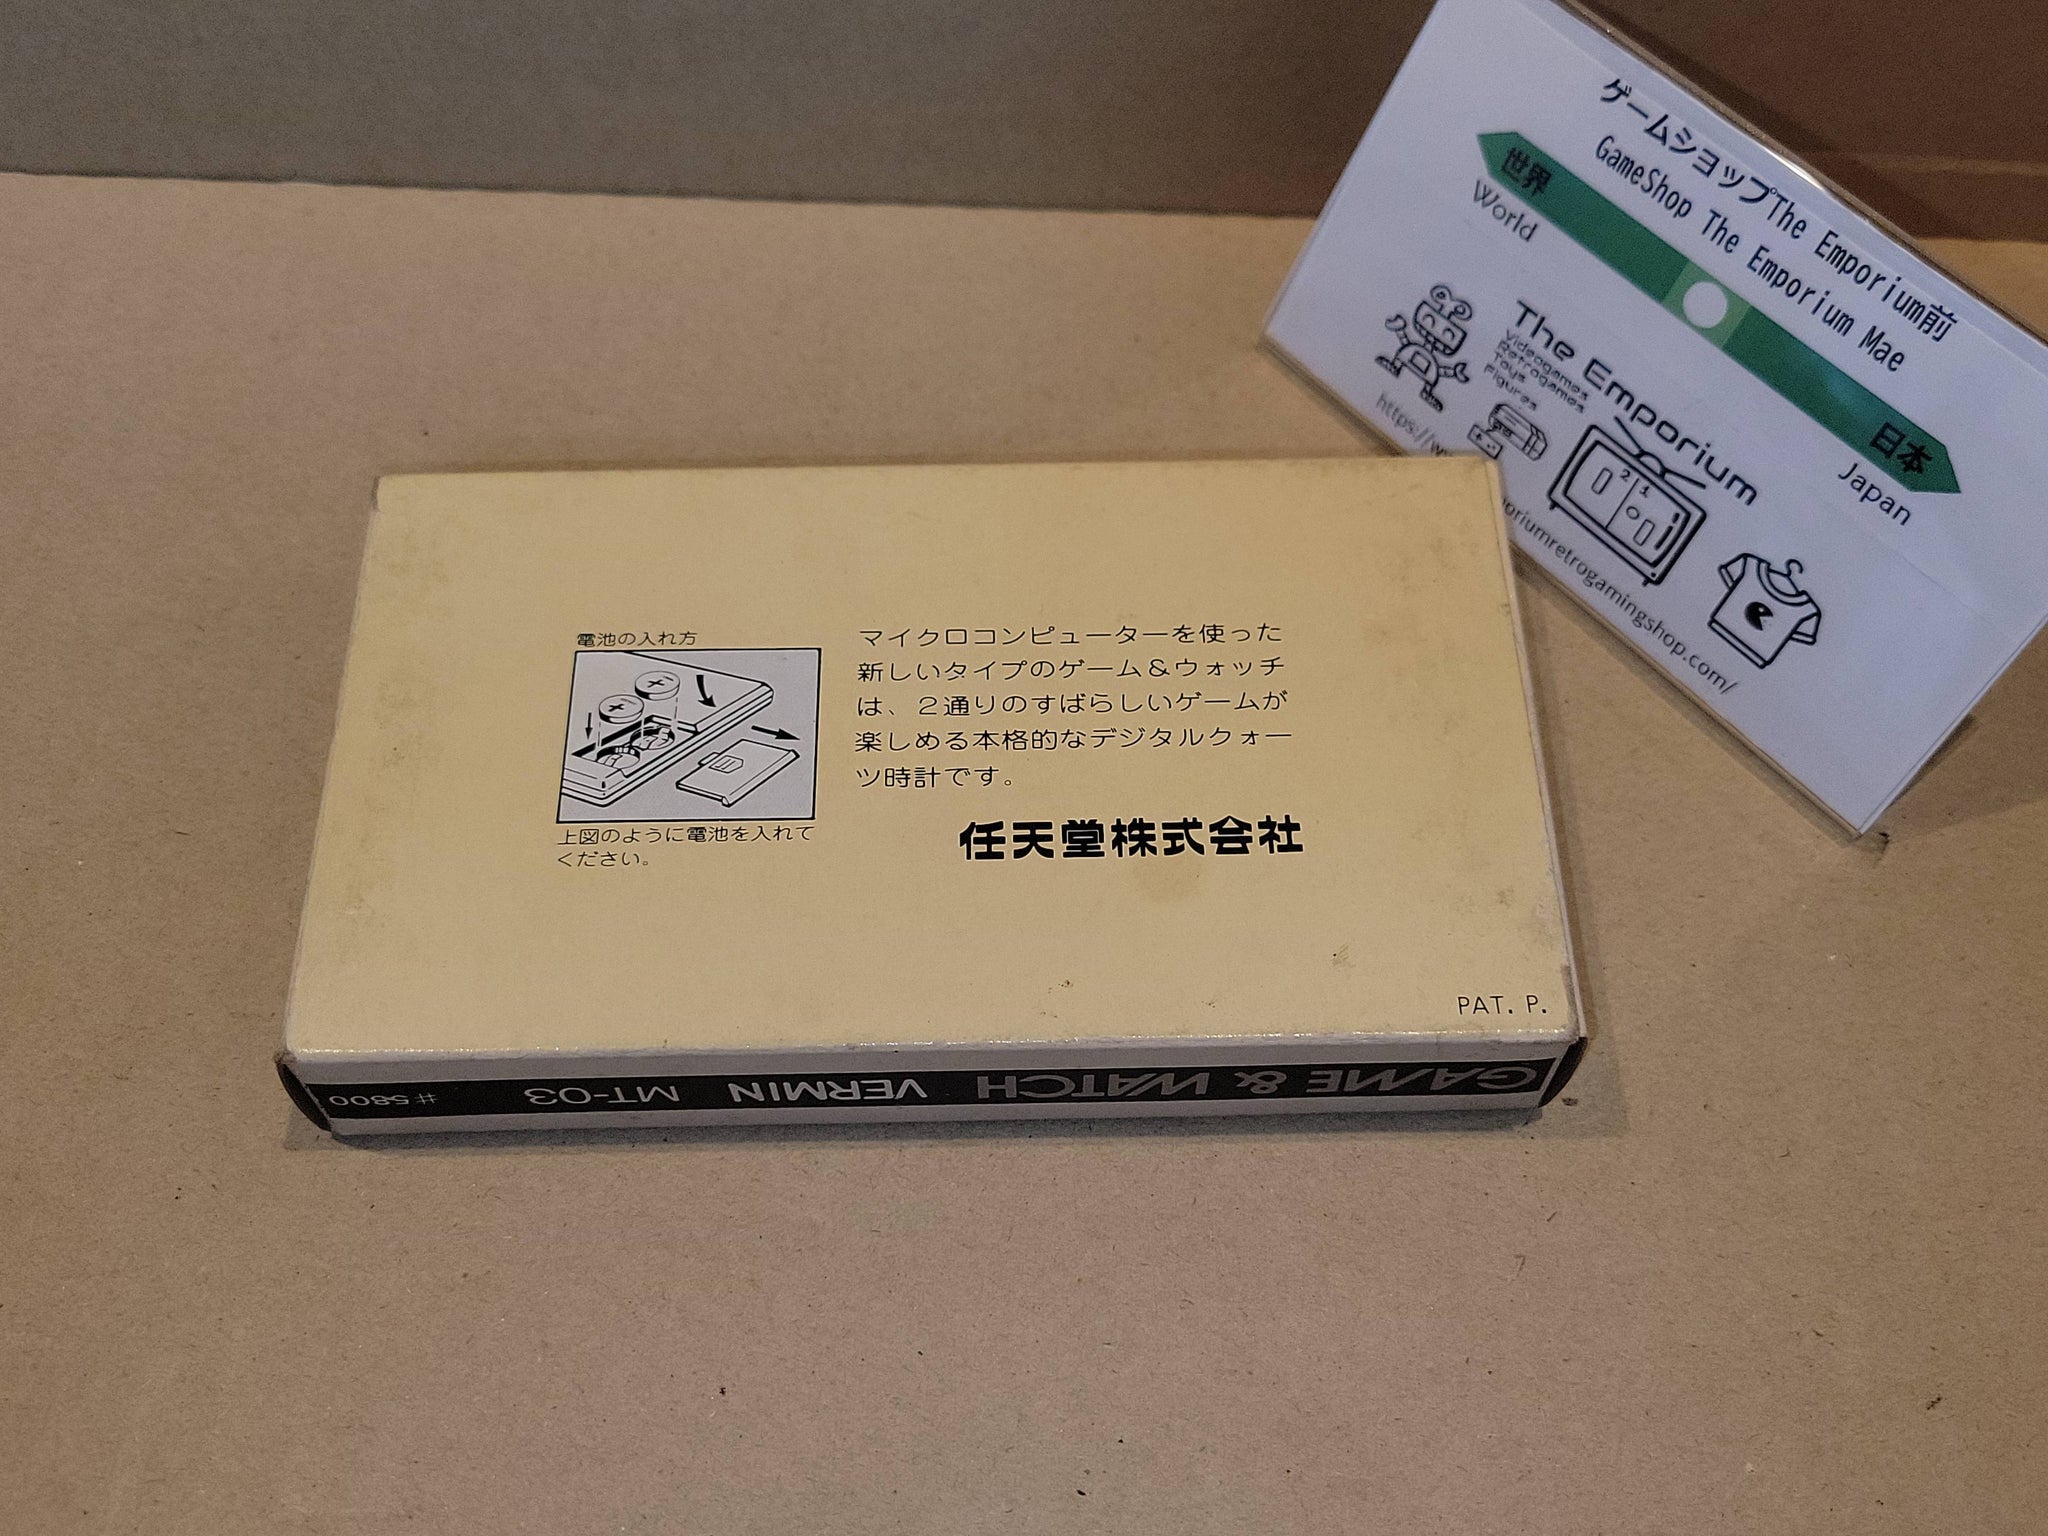 ゲームショップThe Emporium前
GameShop The Emporium Mae
世界
World
日本
Japan
The Emporium
Videogames
Retrogames
Toys
Figures
2 1
oriumretrogamingshop.com/
電池の入れ方
+ +
上図のように電池を入れて
ください。
マイクロコンピューターを使った
新しいタイプのゲーム&ウォッチ
は、2通りのすばらしいゲームが
楽しめる本格的なデジタルクォー
ツ時計です。
任天堂株式会社
PAT. P.
GAME & WATCH VERMIN MT-03 #5800